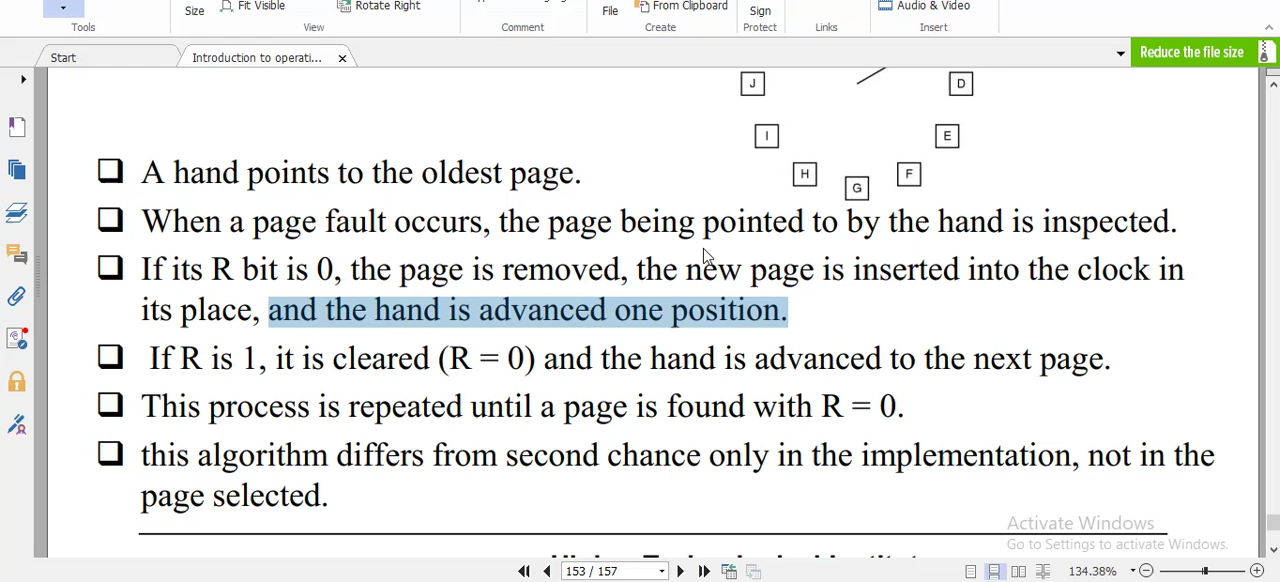 Size
Fit Visible
Rotate Right
File
From Clipboard
Sign
Audio & Video
Tools
View
Comment
Create
Protect
Links
Insert
Start
Introduction to operati...
Reduce the file size
J
D
I
E
H
F
G
A hand points to the oldest page.
When a page fault occurs, the page being pointed to by the hand is inspected.
If its R bit is 0, the page is removed, the new page is inserted into the clock in
its place, and the hand is advanced one position.
If R is 1, it is cleared (R = 0) and the hand is advanced to the next page.
This process is repeated until a page is found with R = 0.
this algorithm differs from second chance only in the implementation, not in the
page selected.
Activate Windows
Go to Settings to activate Windows.
153 / 157
134.38%